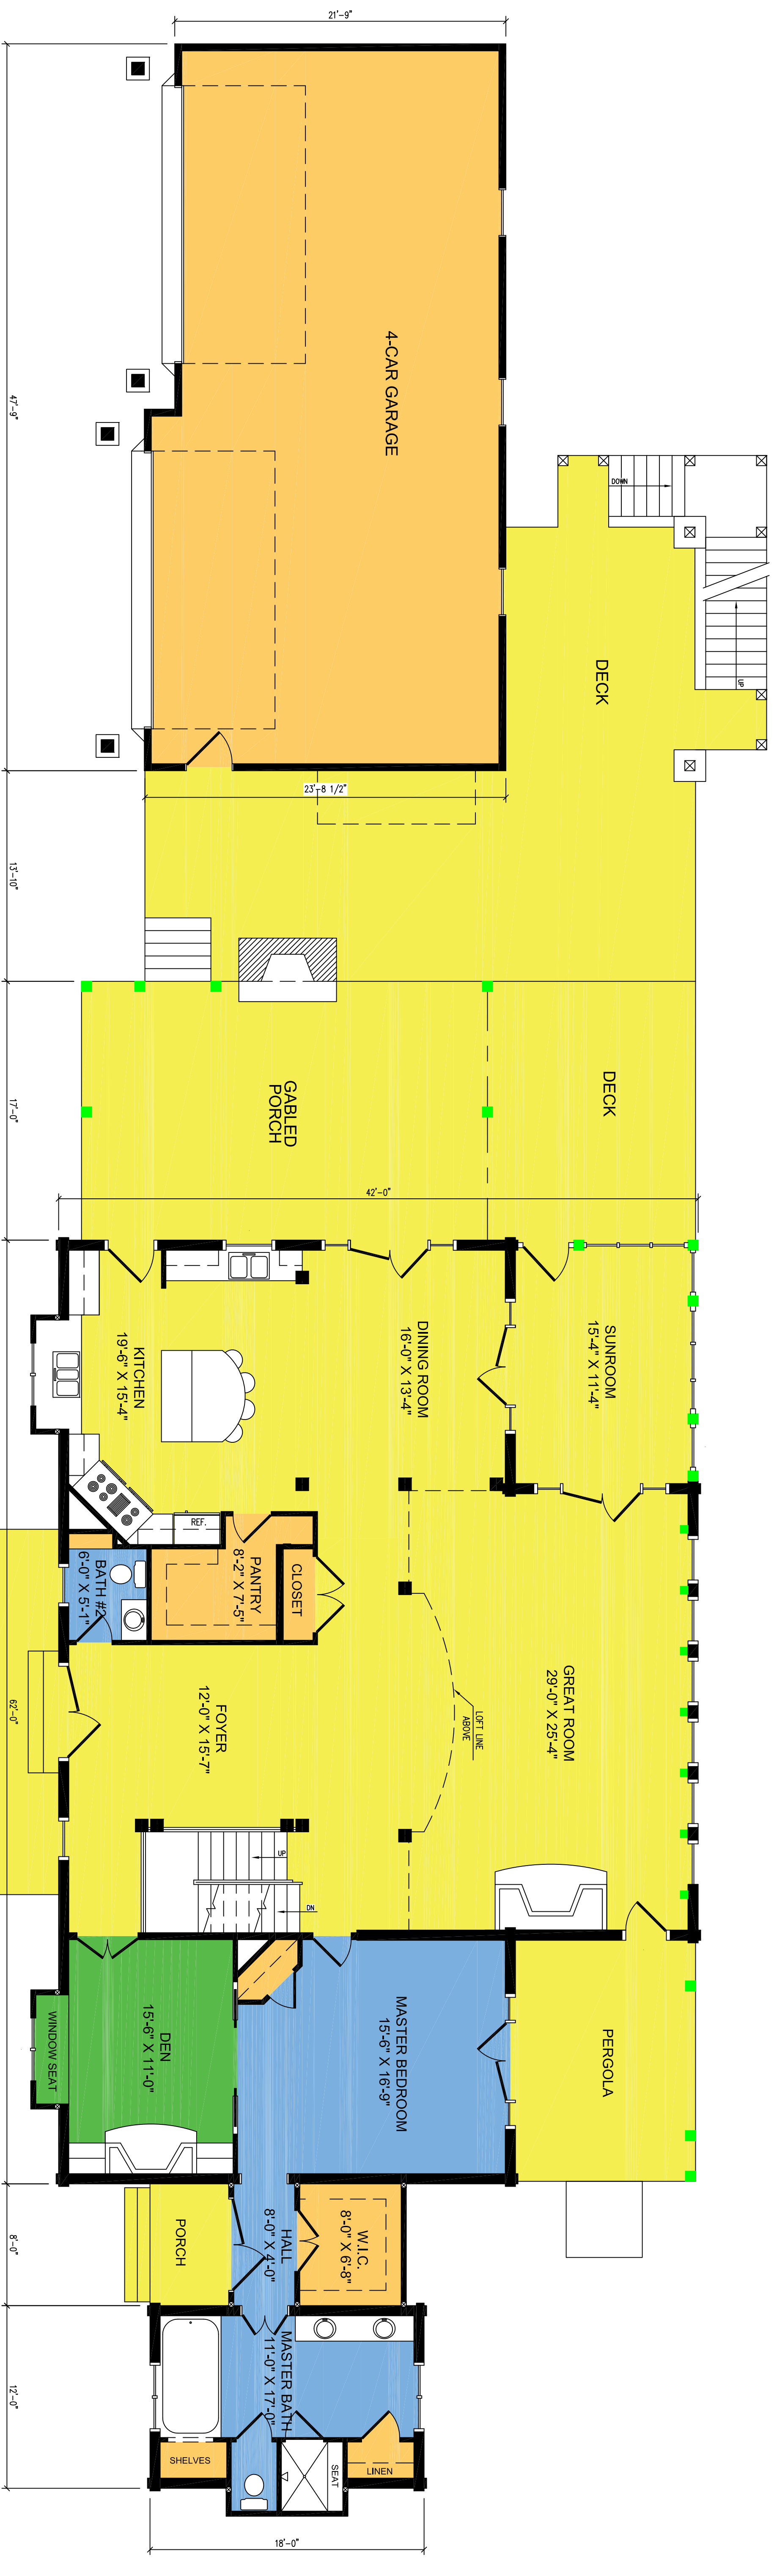 21'-9"
4-CAR GARAGE
47'-9"
DOWN
UP
DECK
23'-8 1/2"
13'-10"
GABLED
PORCH
DECK
17'-0"
42'-0"
KITCHEN
19'-6" X 15'-4"
DINING ROOM
16'-0" X 13'-4"
SUNROOM
15'-4" X 11'-4"
REF.
BATH #2
6'-0" X 5'-1"
PANTRY
8'-2" X 7'-5"
CLOSET
FOYER
12'-0" X 15'-7"
LOFT LINE
ABOVE
GREAT ROOM
29'-0" X 25'-4"
62'-0"
UP
DN
WINDOW SEAT
DEN
15'-6" X 11'-0"
MASTER BEDROOM
15'-6" X 16'-9"
PERGOLA
PORCH
HALL
8'-0" X 4'-0"
W.I.C.
8'-0" X 6'-8"
8'-0"
MASTER BATH
11'-0" X 17'-0"
12'-0"
SHELVES
SEAT
LINEN
18'-0"